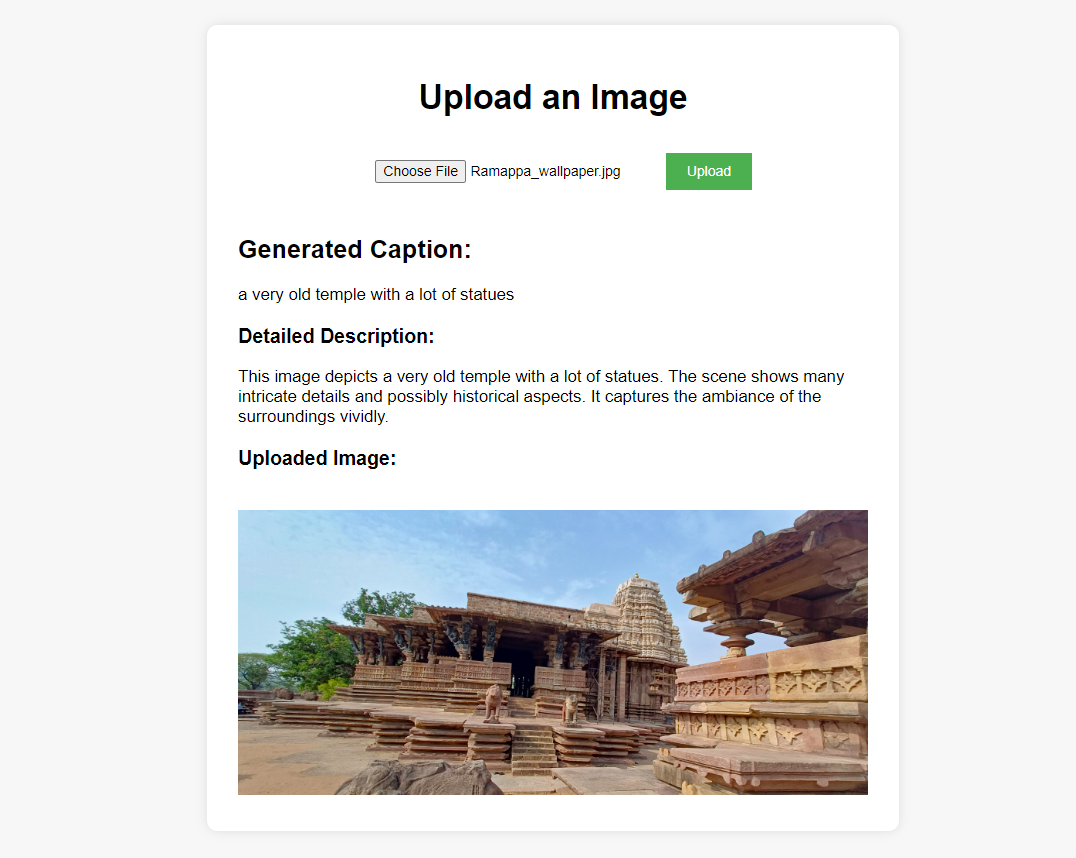 Upload an Image
Choose File Ramappa_wallpaper.jpg Upload
Generated Caption:
a very old temple with a lot of statues
Detailed Description:
This image depicts a very old temple with a lot of statues. The scene shows many
intricate details and possibly historical aspects. It captures the ambiance of the
surroundings vividly.
Uploaded Image: